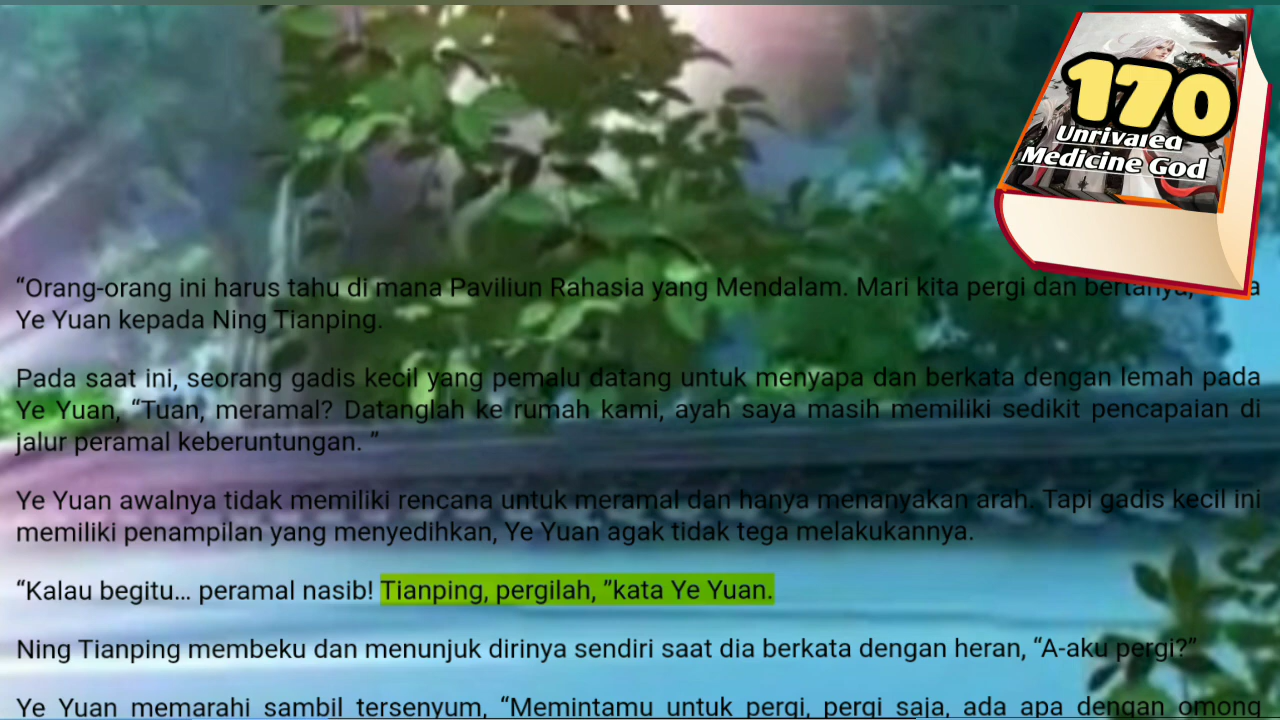 170
Unrivaled
Medicine God
“Orang-orang ini harus tahu di mana Paviliun Rahasia yang Mendalam. Mari kita pergi dan bertanya,
Ye Yuan kepada Ning Tianping.
Pada saat ini, seorang gadis kecil yang pemalu datang untuk menyapa dan berkata dengan lemah pada
Ye Yuan, “Tuan, meramal? Datanglah ke rumah kami, ayah saya masih memiliki sedikit pencapaian di
jalur peramal keberuntungan. ”
Ye Yuan awalnya tidak memiliki rencana untuk meramal dan hanya menanyakan arah. Tapi gadis kecil ini
memiliki penampilan yang menyedihkan, Ye Yuan agak tidak tega melakukannya.
“Kalau begitu… peramal nasib! Tianping, pergilah, ”kata Ye Yuan.
Ning Tianping membeku dan menunjuk dirinya sendiri saat dia berkata dengan heran, “A-aku pergi?”
Ye Yuan memarahi sambil tersenyum, “Memintamu untuk pergi, pergi saja, ada apa dengan omong